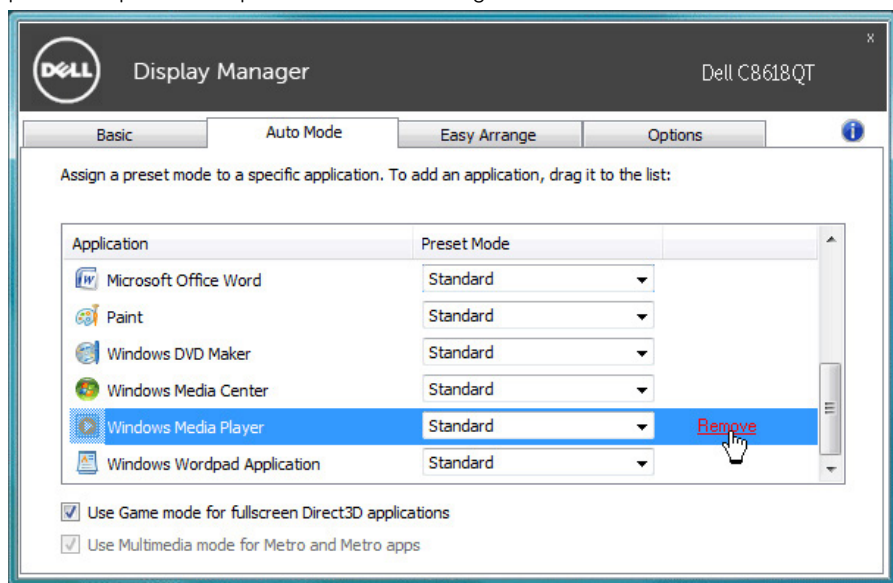 DELL Display Manager Dell C8618QT x
Basic Auto Mode Easy Arrange Options i
Assign a preset mode to a specific application. To add an application, drag it to the list:
Application Preset Mode
Microsoft Office Word Standard
Paint Standard
Windows DVD Maker Standard
Windows Media Center Standard
Windows Media Player Standard Remove
Windows Wordpad Application Standard
Use Game mode for fullscreen Direct3D applications
Use Multimedia mode for Metro and Metro apps